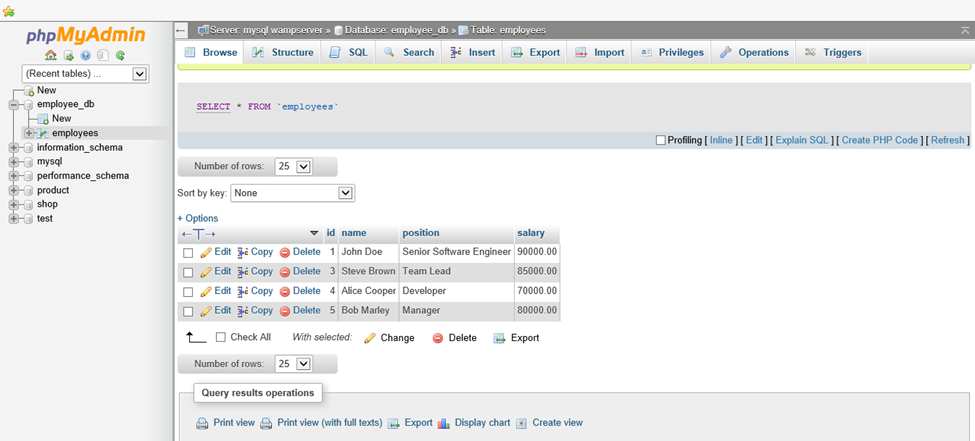 phpMyAdmin
(Recent tables) ...
New
employee_db
New
employees
information_schema
mysql
performance_schema
product
shop
test
Server: mysql wampserver » Database: employee_db » Table: employees
Browse Structure SQL Search Insert Export Import Privileges Operations Triggers
SELECT * FROM `employees`
Profiling [ Inline ] [ Edit ] [ Explain SQL ] [ Create PHP Code ] [ Refresh ]
Number of rows: 25
Sort by key: None
+ Options
←T→ id name position salary
Edit Copy Delete 1 John Doe Senior Software Engineer 90000.00
Edit Copy Delete 3 Steve Brown Team Lead 85000.00
Edit Copy Delete 4 Alice Cooper Developer 70000.00
Edit Copy Delete 5 Bob Marley Manager 80000.00
Check All With selected: Change Delete Export
Number of rows: 25
Query results operations
Print view Print view (with full texts) Export Display chart Create view